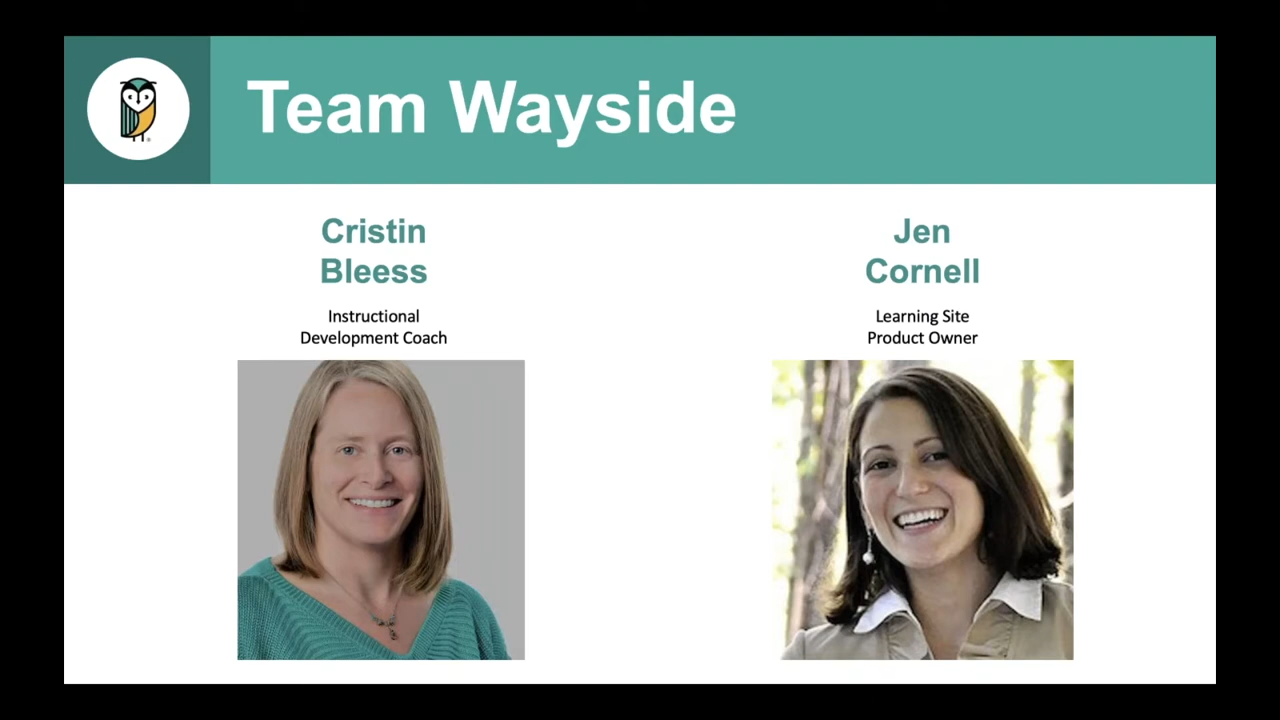 Team Wayside
Cristin
Bleess
Instructional
Development Coach
Jen
Cornell
Learning Site
Product Owner